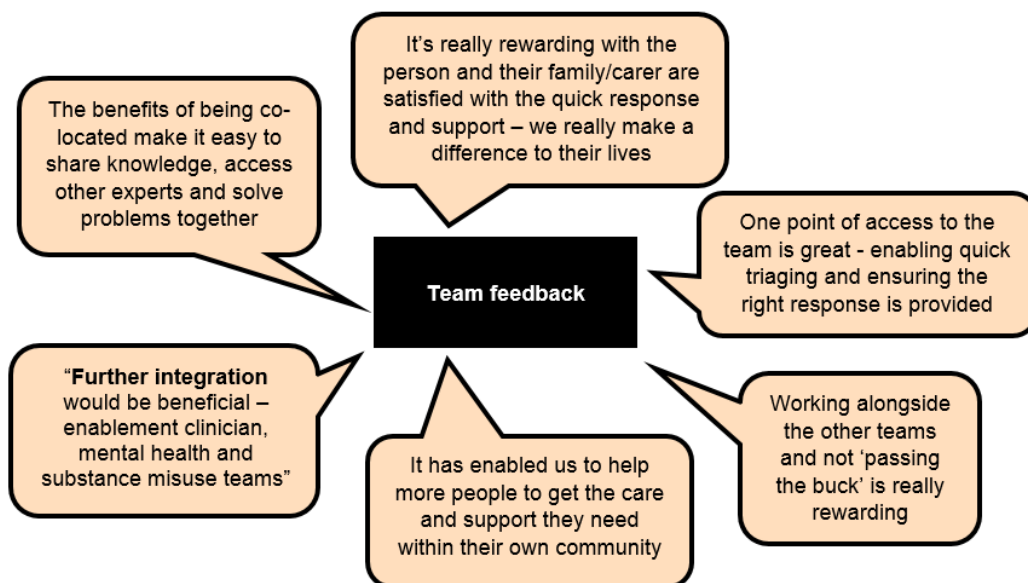 It's really rewarding with the
person and their family/carer are
satisfied with the quick response
and support – we really make a
difference to their lives
The benefits of being co-
located make it easy to
share knowledge, access
other experts and solve
problems together
One point of access to the
team is great - enabling quick
triaging and ensuring the
right response is provided
Team feedback
“Further integration
would be beneficial –
enablement clinician,
mental health and
substance misuse teams”
Working alongside
the other teams
and not ‘passing
the buck’ is really
rewarding
It has enabled us to help
more people to get the care
and support they need
within their own community